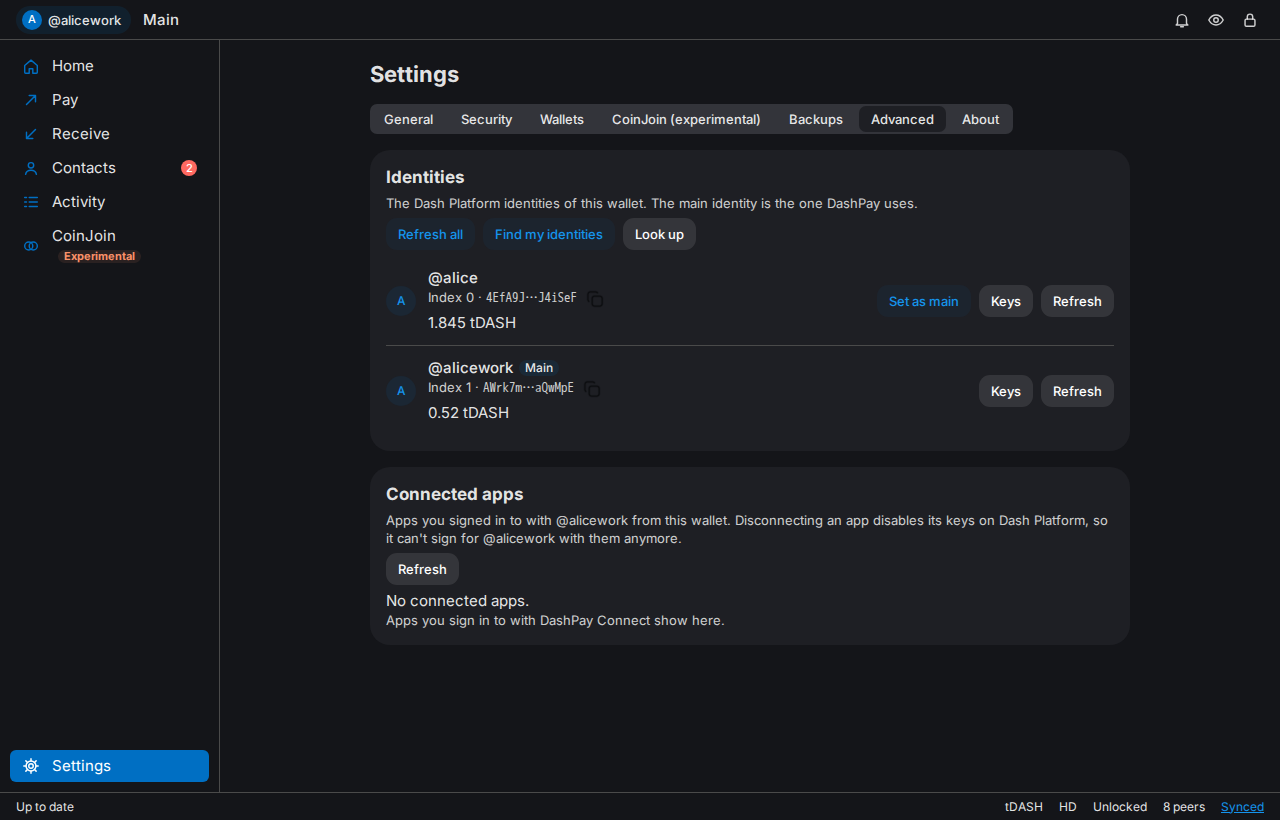 A @alicework Main
Home
Pay
Receive
Contacts 2
Activity
CoinJoin
Experimental
Settings
Settings
General Security Wallets CoinJoin (experimental) Backups Advanced About
Identities
The Dash Platform identities of this wallet. The main identity is the one DashPay uses.
Refresh all Find my identities Look up
A
@alice
Index 0 · 4EfA9J···J4iSeF
1.845 tDASH
Set as main Keys Refresh
A
@alicework Main
Index 1 · AWrk7m···aQwMpE
0.52 tDASH
Keys Refresh
Connected apps
Apps you signed in to with @alicework from this wallet. Disconnecting an app disables its keys on Dash Platform, so
it can't sign for @alicework with them anymore.
Refresh
No connected apps.
Apps you sign in to with DashPay Connect show here.
Up to date
tDASH HD Unlocked 8 peers Synced